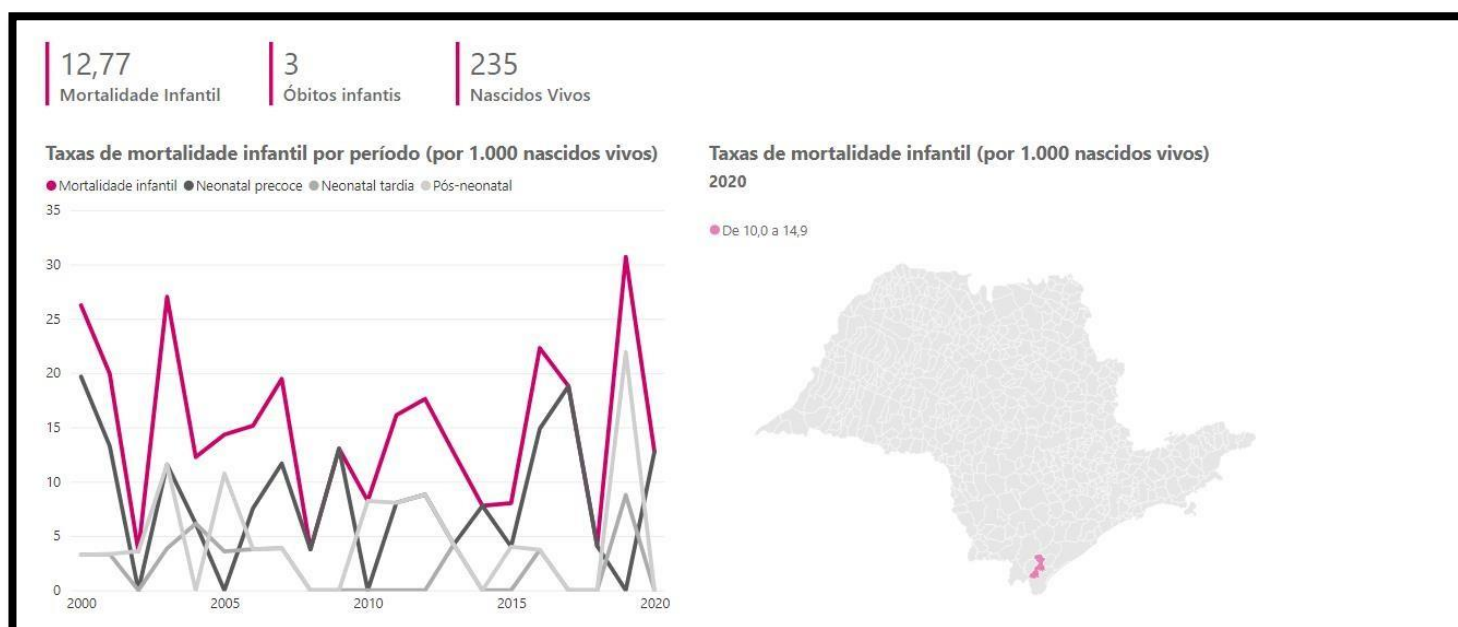 12,77
Mortalidade Infantil
3
Óbitos infantis
235
Nascidos Vivos
Taxas de mortalidade infantil por período (por 1.000 nascidos vivos)
Mortalidade infantil Neonatal precoce Neonatal tardia Pós-neonatal
35
30
25
20
15
10
5
0
2000 2005 2010 2015 2020
Taxas de mortalidade infantil (por 1.000 nascidos vivos)
2020
De 10,0 a 14,9